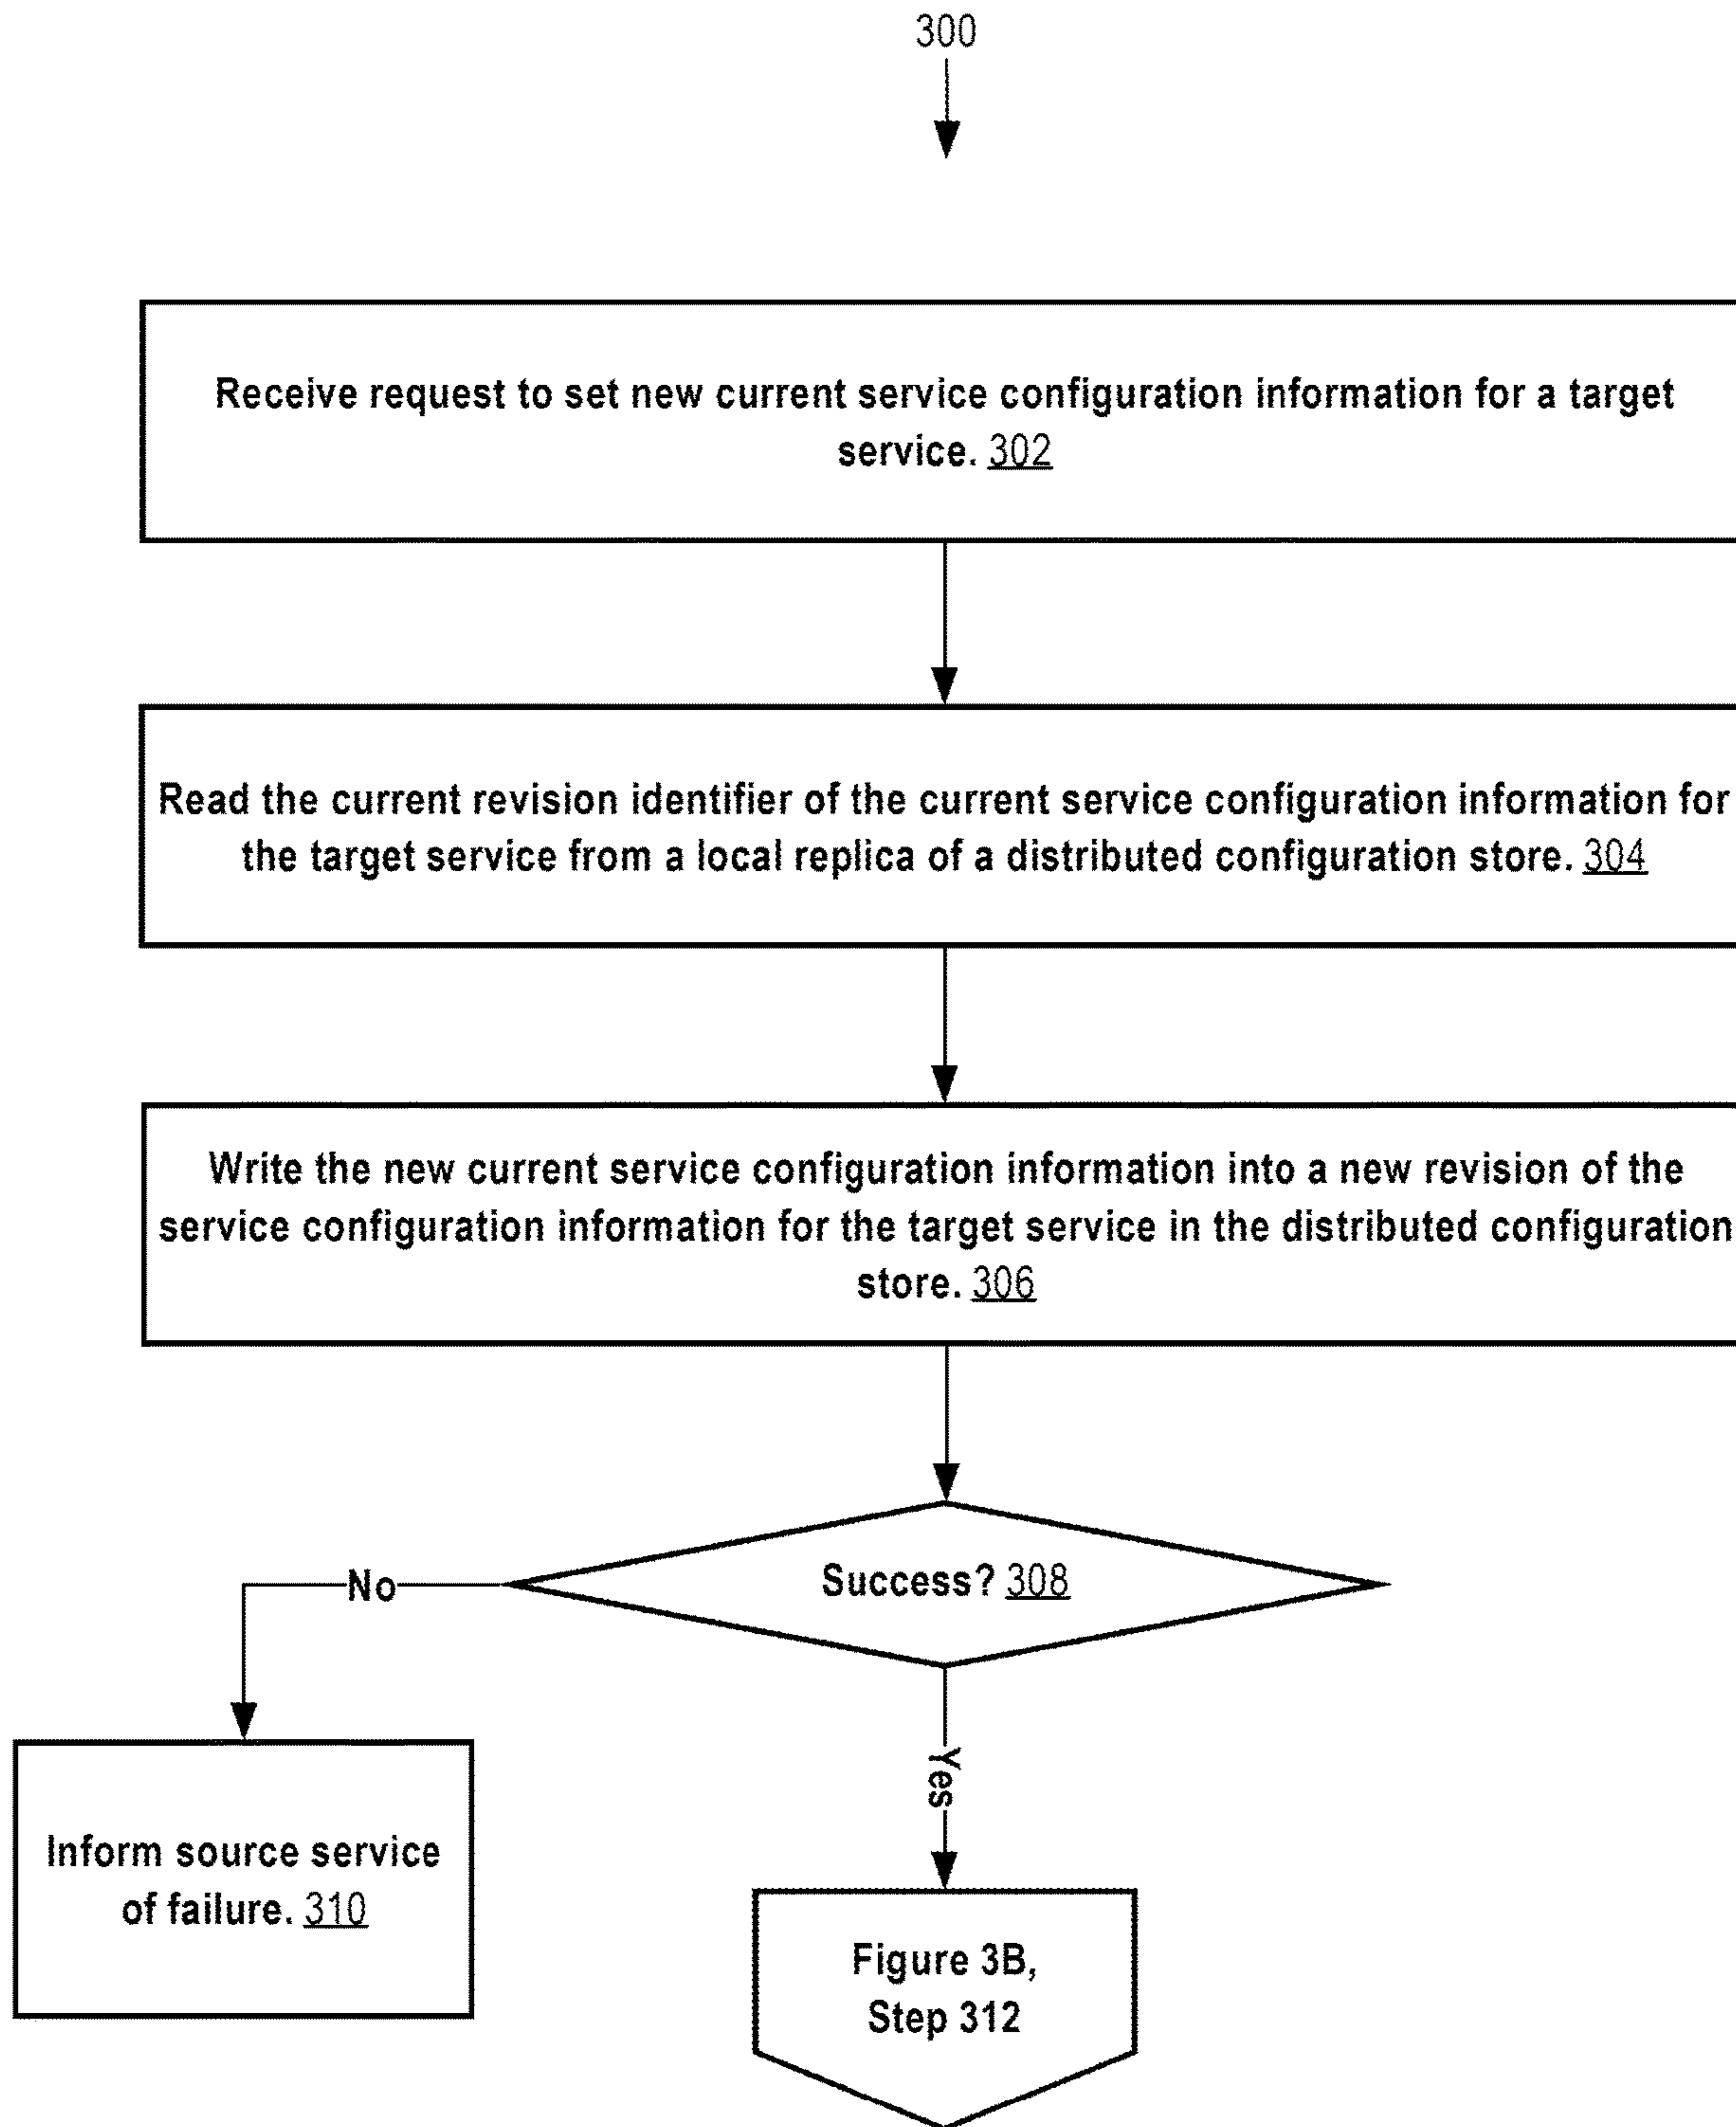 300
Receive request to set new current service configuration information for a target
service. 302
Read the current revision identifier of the current service configuration information for
the target service from a local replica of a distributed configuration store. 304
Write the new current service configuration information into a new revision of the
service configuration information for the target service in the distributed configuration
store. 306
Success? 308
No
Yes
Inform source service
of failure. 310
Figure 3B,
Step 312